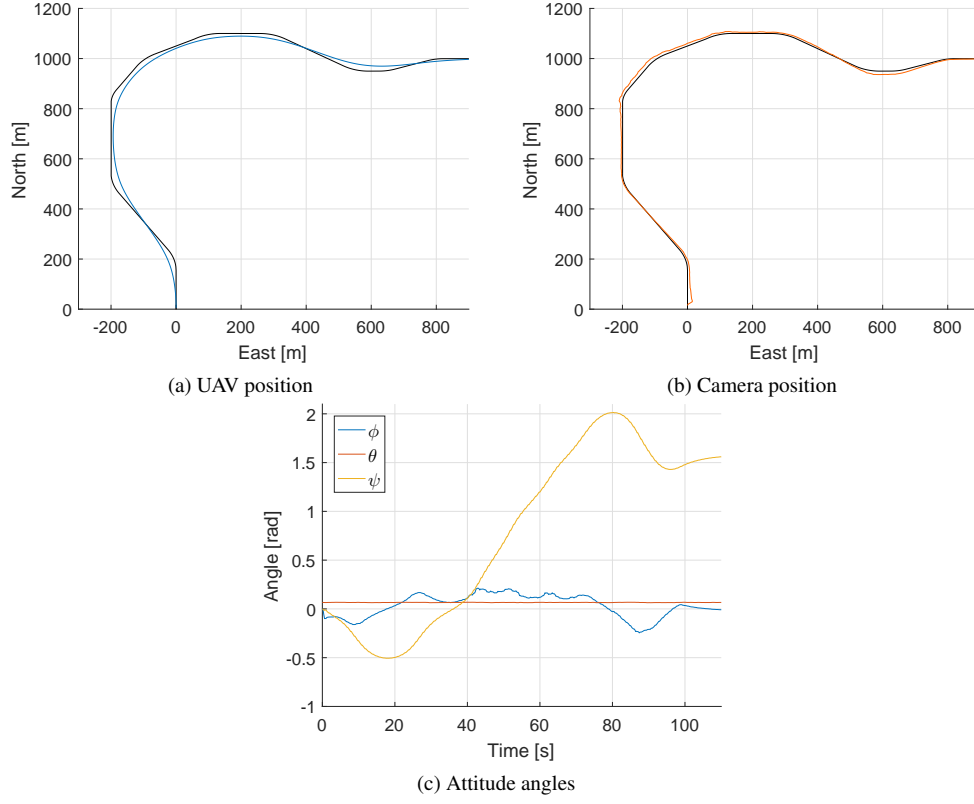 1200
1000
800
600
400
200
0
North [m]
-200 0 200 400 600 800
East [m]
(a) UAV position
1200
1000
800
600
400
200
0
North [m]
-200 0 200 400 600 800
East [m]
(b) Camera position
2
1.5
1
0.5
0
-0.5
-1
Angle [rad]
ϕ
θ
ψ
0 20 40 60 80 100
Time [s]
(c) Attitude angles